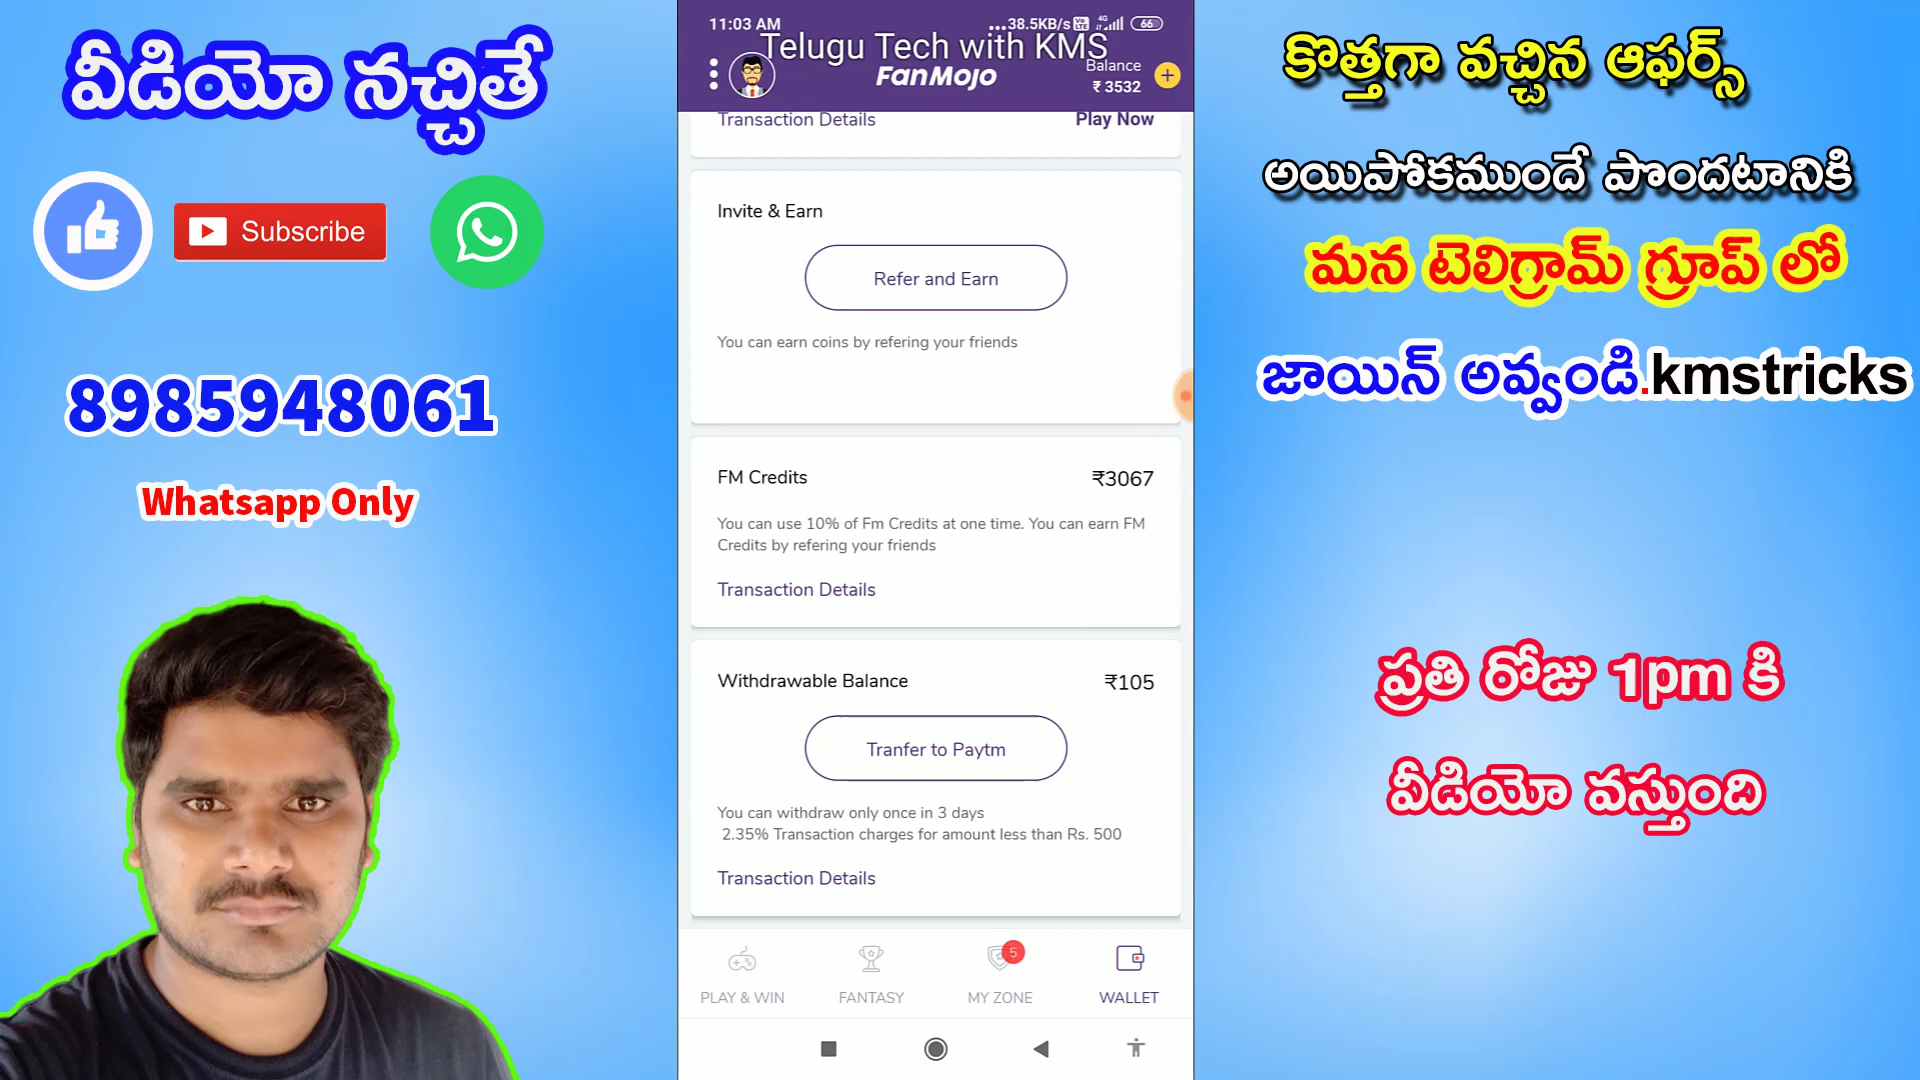 వీడియో నచ్చితే
Subscribe
8985948061
Whatsapp Only
11:03 AM
...38.5KB/s
4G
66
Telugu Tech with KMS
FanMojo
Balance
₹ 3532
Transaction Details
Play Now
Invite & Earn
Refer and Earn
You can earn coins by refering your friends
FM Credits
₹3067
You can use 10% of Fm Credits at one time. You can earn FM
Credits by refering your friends
Transaction Details
Withdrawable Balance
₹105
Tranfer to Paytm
You can withdraw only once in 3 days
2.35% Transaction charges for amount less than Rs. 500
Transaction Details
5
PLAY & WIN
FANTASY
MY ZONE
WALLET
కొత్తగా వచ్చిన ఆఫర్స్
అయిపోకముందే పొందటానికి
మన టెలిగ్రామ్ గ్రూప్ లో
జాయిన్ అవ్వండి.kmstricks
ప్రతి రోజు 1pm కి
వీడియో వస్తుంది